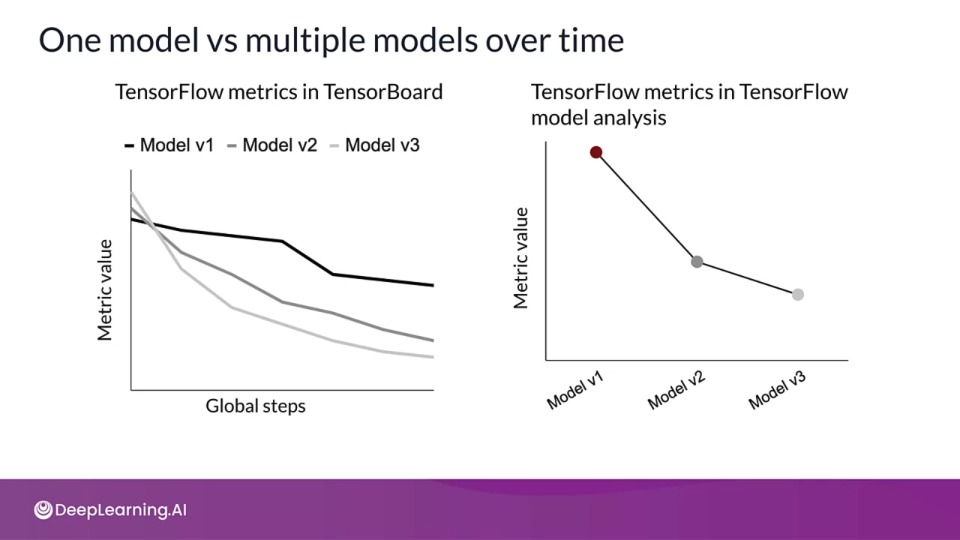 One model vs multiple models over time
TensorFlow metrics in TensorBoard
Model v1 Model v2 Model v3
Metric value
Global steps
TensorFlow metrics in TensorFlow
model analysis
Metric value
Model v1
Model v2
Model v3
DeepLearning.AI